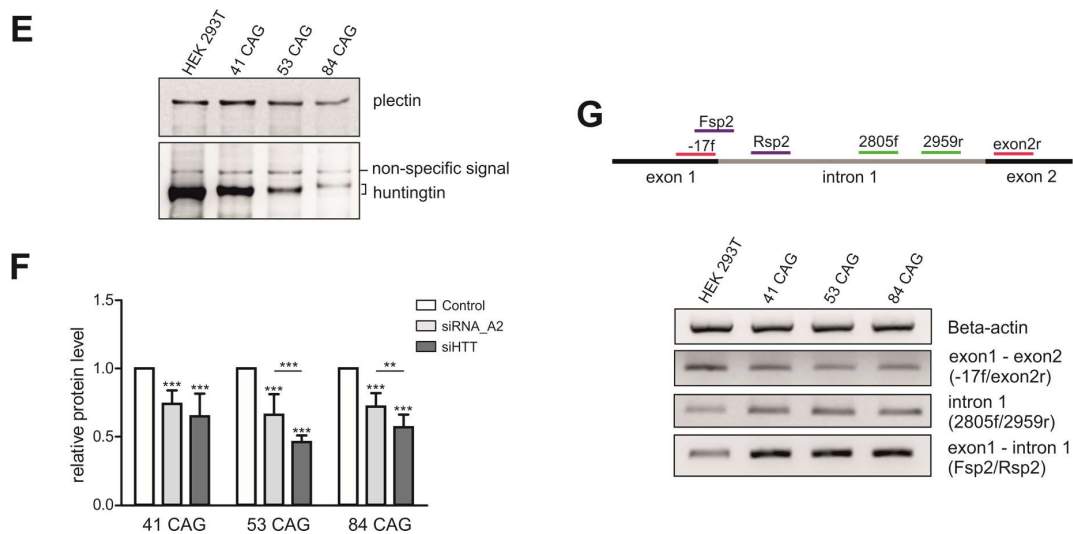 E
HEK 293T
41 CAG
53 CAG
84 CAG
plectin
non-specific signal
huntingtin
F
1.5
1.0
0.5
0.0
relative protein level
Control
siRNA_A2
siHTT
*** ***
*** *** ***
*** ** ***
41 CAG
53 CAG
84 CAG
G
Fsp2
-17f
Rsp2
2805f
2959r
exon2r
exon 1
intron 1
exon 2
HEK 293T
41 CAG
53 CAG
84 CAG
Beta-actin
exon1 - exon2
(-17f/exon2r)
intron 1
(2805f/2959r)
exon1 - intron 1
(Fsp2/Rsp2)